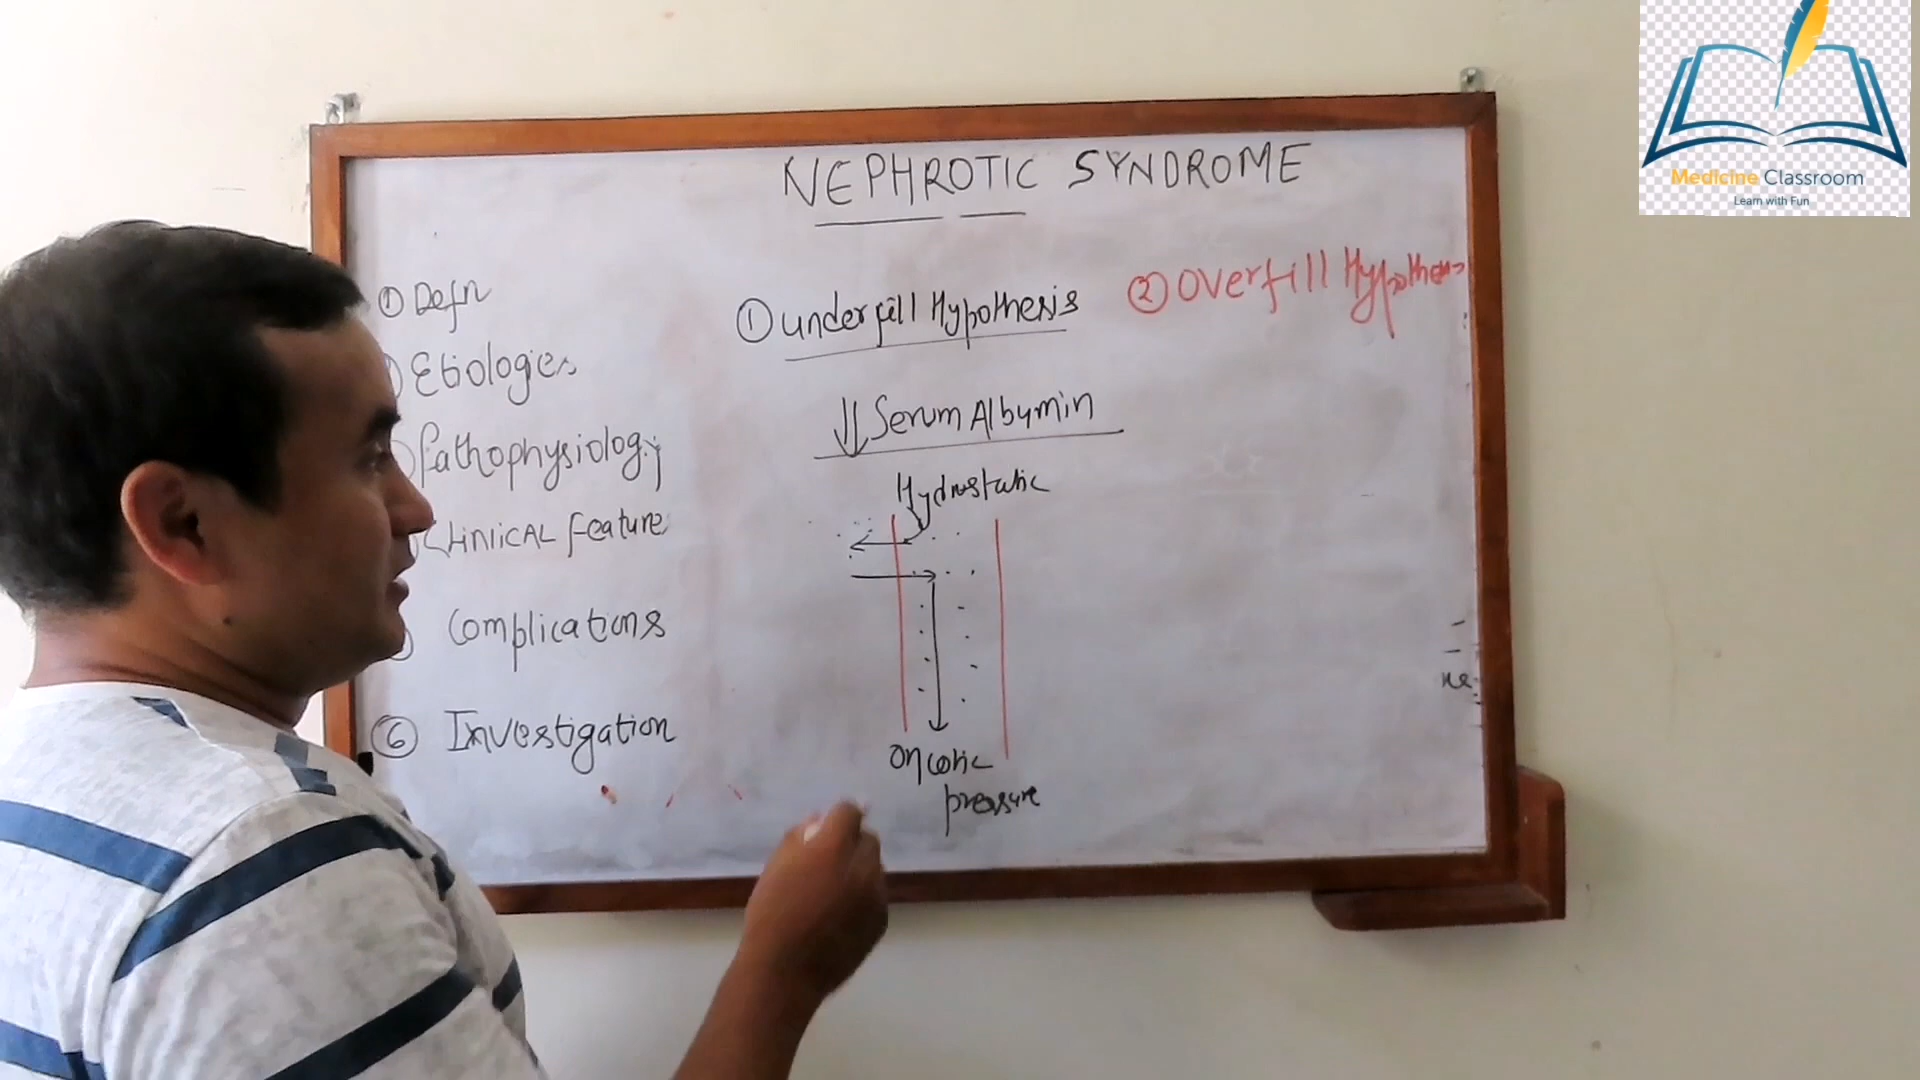 Medicine Classroom
Learn with Fun
NEPHROTIC SYNDROME
① Defn
Etiologies
Pathophysiology
CLINICAL feature
Complications
⑥ Investigation
① underfill Hypothesis
⇓ Serum Albumin
Hydrostatic
oncotic
pressure
② Overfill Hypothesis